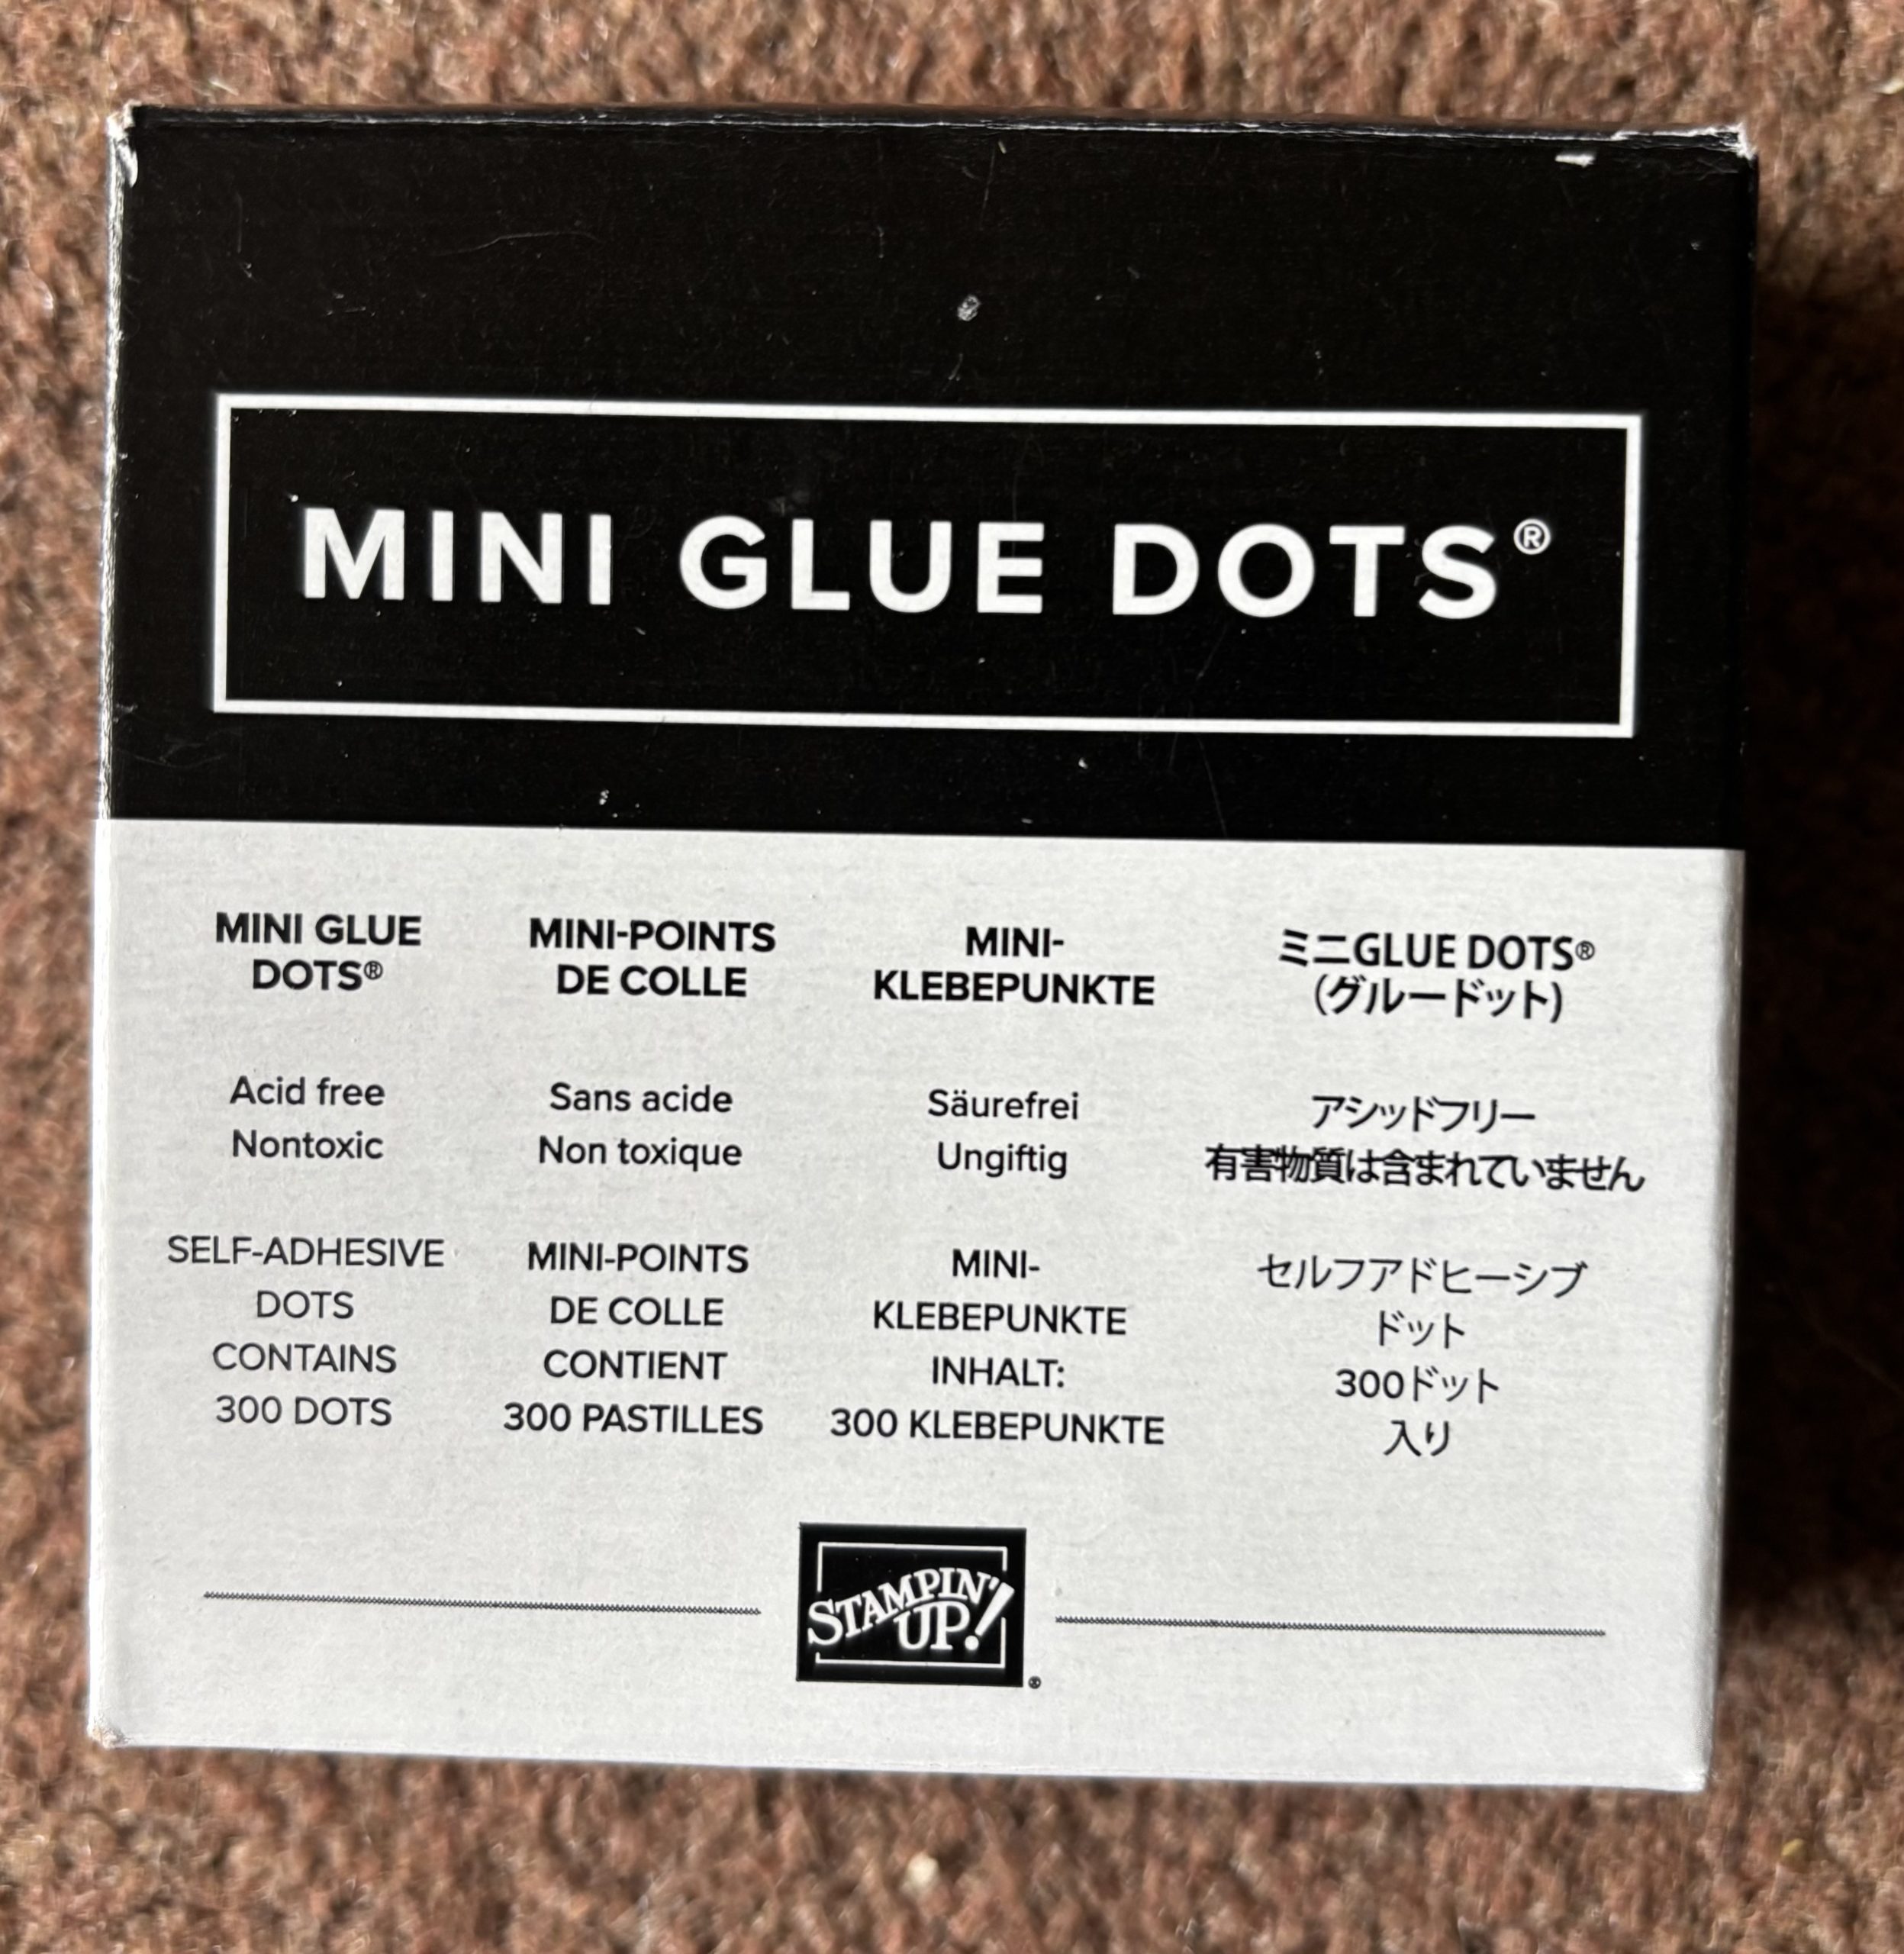 MINI GLUE DOTS®
MINI GLUE
DOTS®
Acid free
Nontoxic
SELF-ADHESIVE
DOTS
CONTAINS
300 DOTS
MINI-POINTS
DE COLLE
Sans acide
Non toxique
MINI-POINTS
DE COLLE
CONTIENT
300 PASTILLES
MINI-
KLEBEPUNKTE
Säurefrei
Ungiftig
MINI-
KLEBEPUNKTE
INHALT:
300 KLEBEPUNKTE
ミニGLUE DOTS®
(グルードット)
アシッドフリー
有害物質は含まれていません
セルフアドヒーシブ
ドット
300ドット
入り
STAMPIN'
UP!®